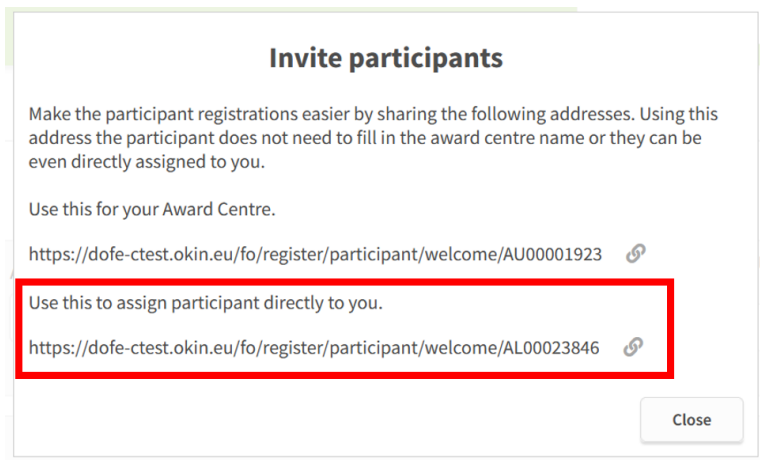 Invite participants
Make the participant registrations easier by sharing the following addresses. Using this
address the participant does not need to fill in the award centre name or they can be
even directly assigned to you.
Use this for your Award Centre.
https://dofe-ctest.okin.eu/fo/register/participant/welcome/AU00001923
Use this to assign participant directly to you.
https://dofe-ctest.okin.eu/fo/register/participant/welcome/AL00023846
Close